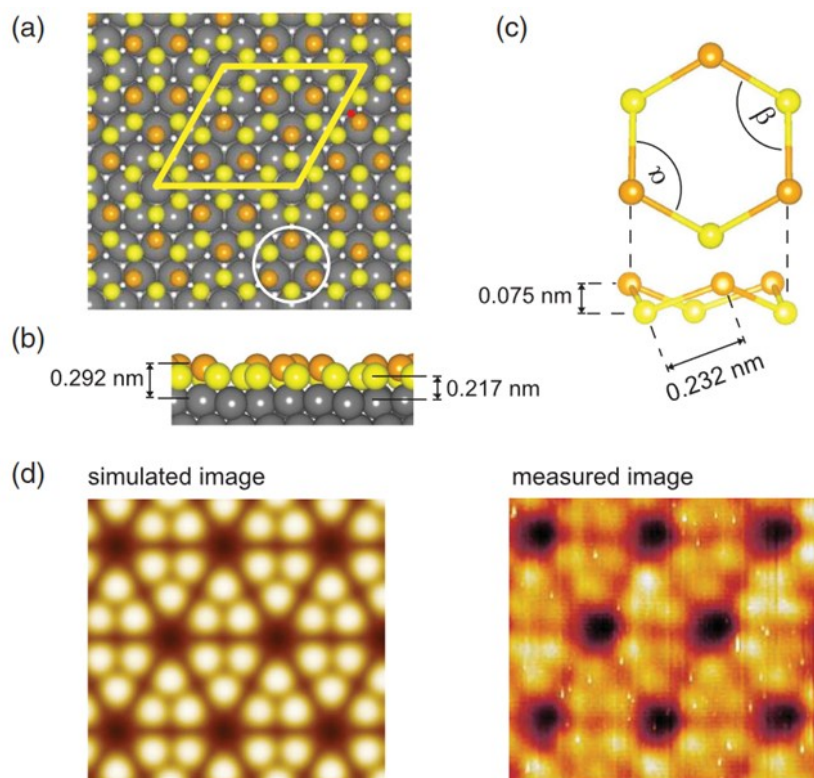 (a)
(b)
0.292 nm
0.217 nm
(c)
α
β
0.075 nm
0.232 nm
(d)
simulated image
measured image